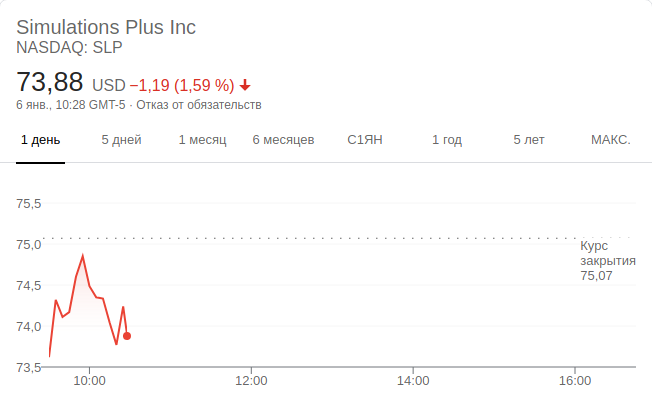 Simulations Plus Inc
NASDAQ: SLP
73,88 USD −1,19 (1,59 %)
6 янв., 10:28 GMT-5 · Отказ от обязательств
1 день 5 дней 1 месяц 6 месяцев С1ЯН 1 год 5 лет МАКС.
75,5
75,0
74,5
74,0
73,5
Курс
закрытия
75,07
10:00 12:00 14:00 16:00